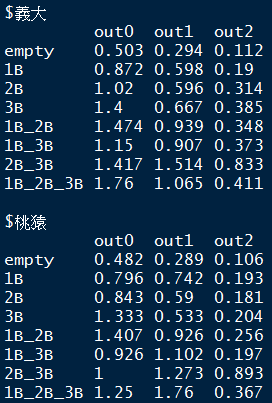 $義大
out0 out1 out2
empty 0.503 0.294 0.112
1B 0.872 0.598 0.19
2B 1.02 0.596 0.314
3B 1.4 0.667 0.385
1B_2B 1.474 0.939 0.348
1B_3B 1.15 0.907 0.373
2B_3B 1.417 1.514 0.833
1B_2B_3B 1.76 1.065 0.411
$桃猿
out0 out1 out2
empty 0.482 0.289 0.106
1B 0.796 0.742 0.193
2B 0.843 0.59 0.181
3B 1.333 0.533 0.204
1B_2B 1.407 0.926 0.256
1B_3B 0.926 1.102 0.197
2B_3B 1 1.273 0.893
1B_2B_3B 1.25 1.76 0.367